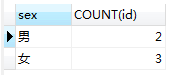 sex COUNT(id)
男 2
女 3